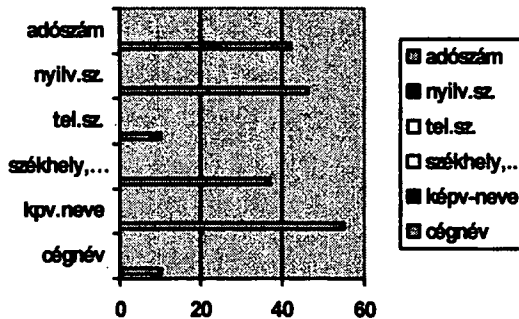 adószám
nyilv.sz.
tel.sz.
székhely,...
kpv.neve
cégnév
0 20 40 60
adószám
nyilv.sz.
tel.sz.
székhely,..
képv-neve
cégnév